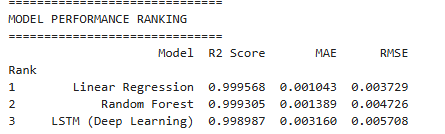 ==============================
MODEL PERFORMANCE RANKING
==============================
Model R2 Score MAE RMSE
Rank
1 Linear Regression 0.999568 0.001043 0.003729
2 Random Forest 0.999305 0.001389 0.004726
3 LSTM (Deep Learning) 0.998987 0.003160 0.005708